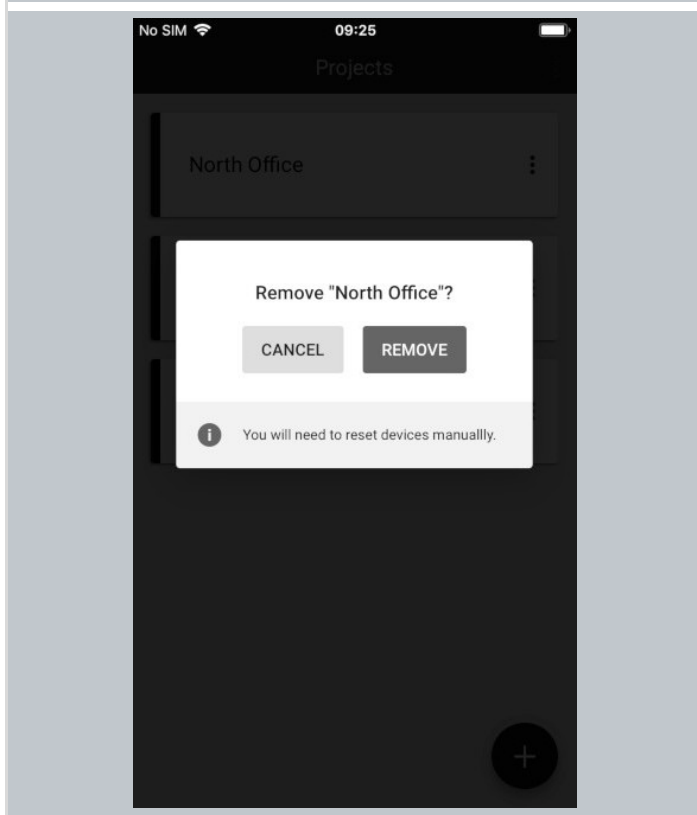 No SIM 09:25
Projects
North Office
Remove "North Office"?
CANCEL REMOVE
You will need to reset devices manuallly.